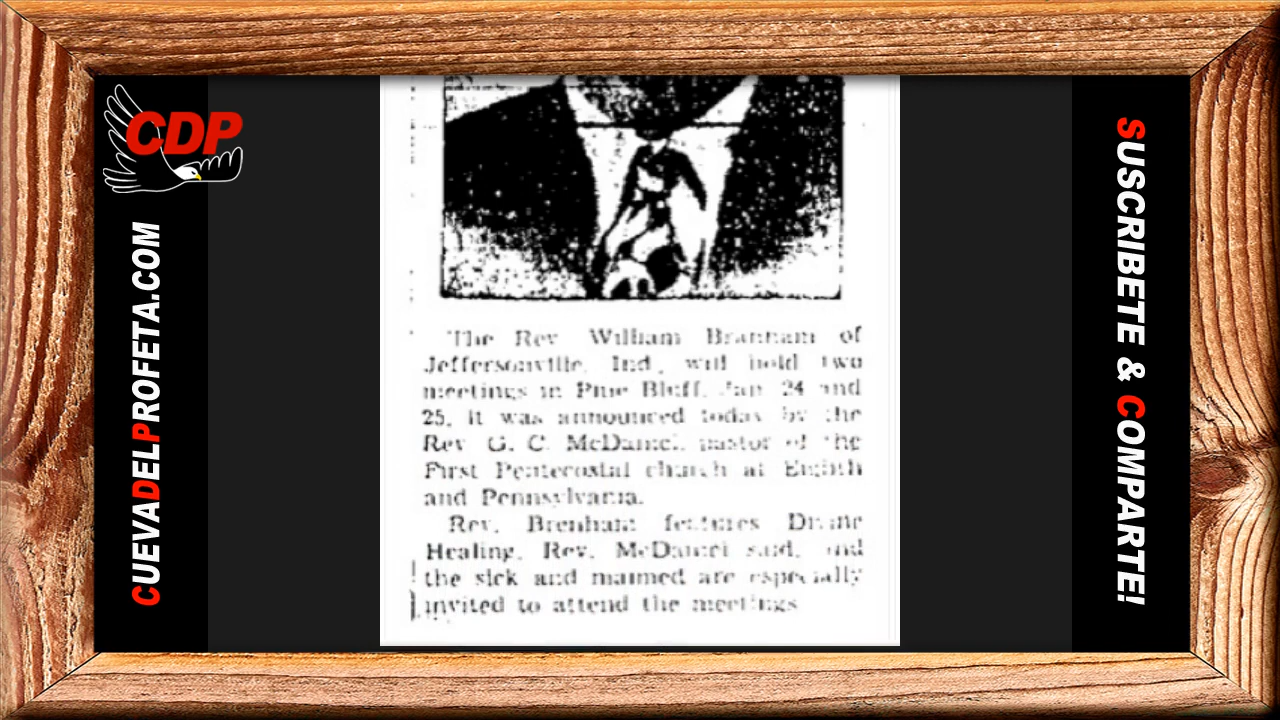 CDP
CUEVADELPROFETA.COM
SUSCRIBETE & COMPARTE!
The Rev William Branham of
Jeffersonville, Ind., will hold two
meetings in Pine Bluff, Jan 24 and
25, it was announced today by the
Rev G. C. McDaniel, pastor of the
First Pentecostal church at Eighth
and Pennsylvania.
Rev. Brenham features Divine
Healing, Rev. McDaniel said, and
the sick and maimed are especially
invited to attend the meetings